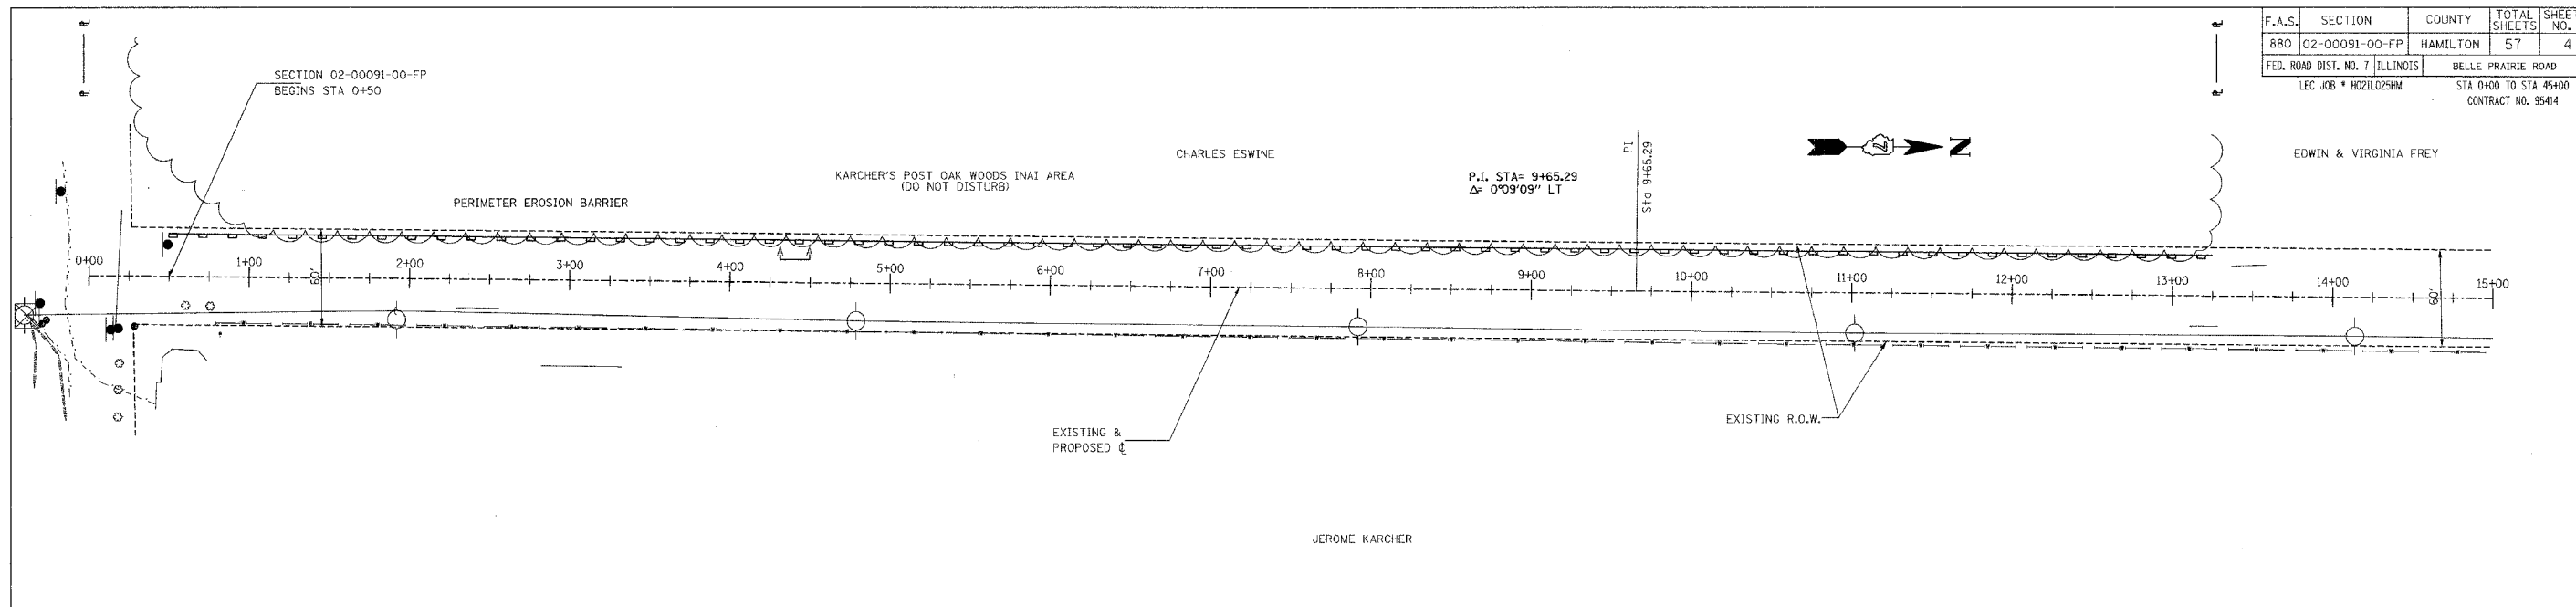 F.A.S. SECTION COUNTY TOTAL SHEETS SHEET NO.
880 02-00091-00-FP HAMILTON 57 4
FED. ROAD DIST. NO. 7 ILLINOIS BELLE PRAIRIE ROAD
LEC JOB # H02IL025HM STA 0+00 TO STA 45+00
CONTRACT NO. 95414
PL PL
PL PL
SECTION 02-00091-00-FP
BEGINS STA 0+50
CHARLES ESWINE
EDWIN & VIRGINIA FREY
N
KARCHER'S POST OAK WOODS INAI AREA
(DO NOT DISTURB)
P.I. STA= 9+65.29
Δ= 0°09'09" LT
PI
Sta 9+65.29
PERIMETER EROSION BARRIER
0+00 1+00 2+00 3+00 4+00 5+00 6+00 7+00 8+00 9+00 10+00 11+00 12+00 13+00 14+00 15+00
60' 60'
EXISTING R.O.W.
EXISTING &
PROPOSED ℄
JEROME KARCHER